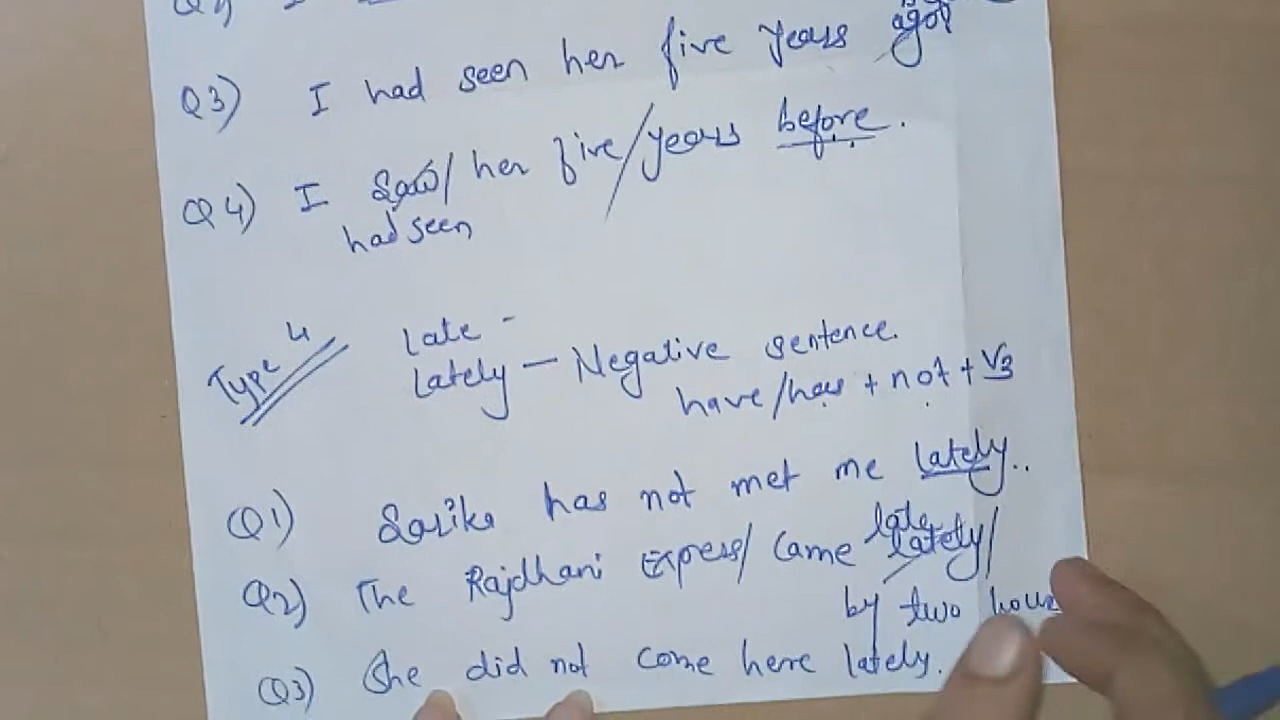 Q3) I had seen her five years ago
Q4) I saw/ her five/years before.
had seen
Type 4
late -
lately — Negative sentence.
have/has + not + V3
Q1) Sarika has not met me lately..
late
Q2) The Rajdhani Express/ came lately/
by two hour
Q3) She did not come here lately.